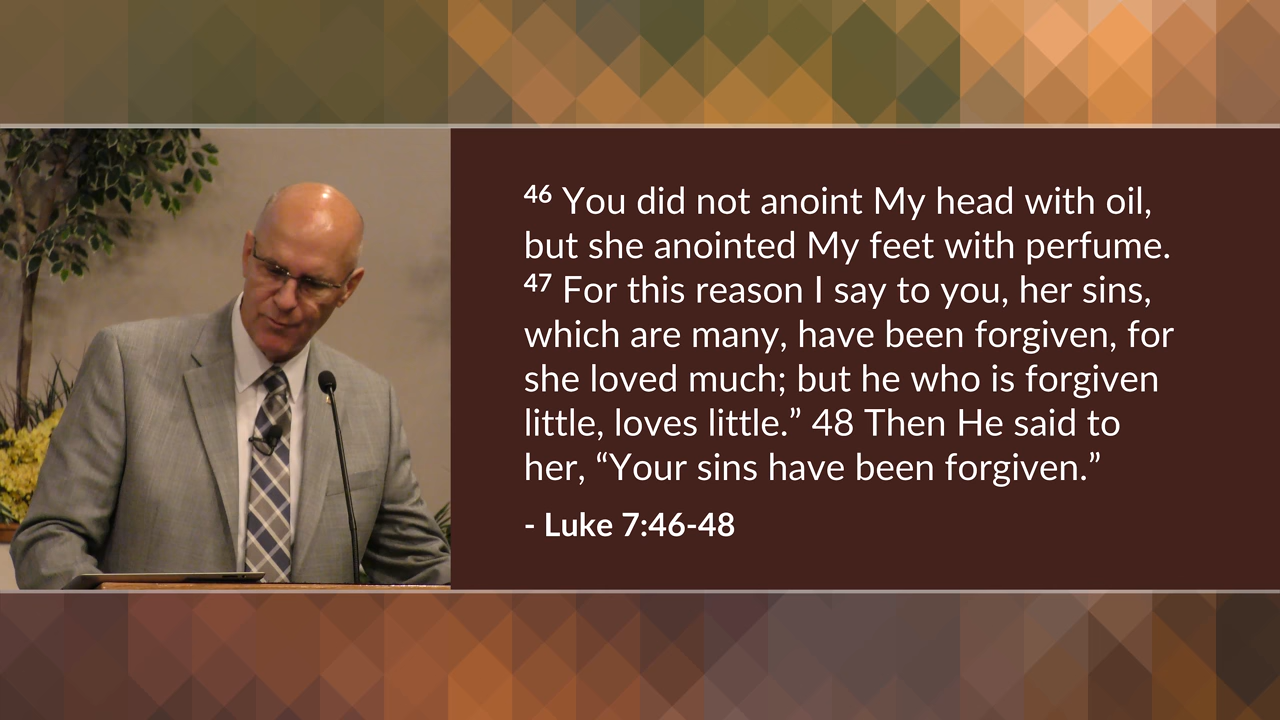 ⁴⁶ You did not anoint My head with oil,
but she anointed My feet with perfume.
⁴⁷ For this reason I say to you, her sins,
which are many, have been forgiven, for
she loved much; but he who is forgiven
little, loves little.” 48 Then He said to
her, “Your sins have been forgiven.”
- Luke 7:46-48